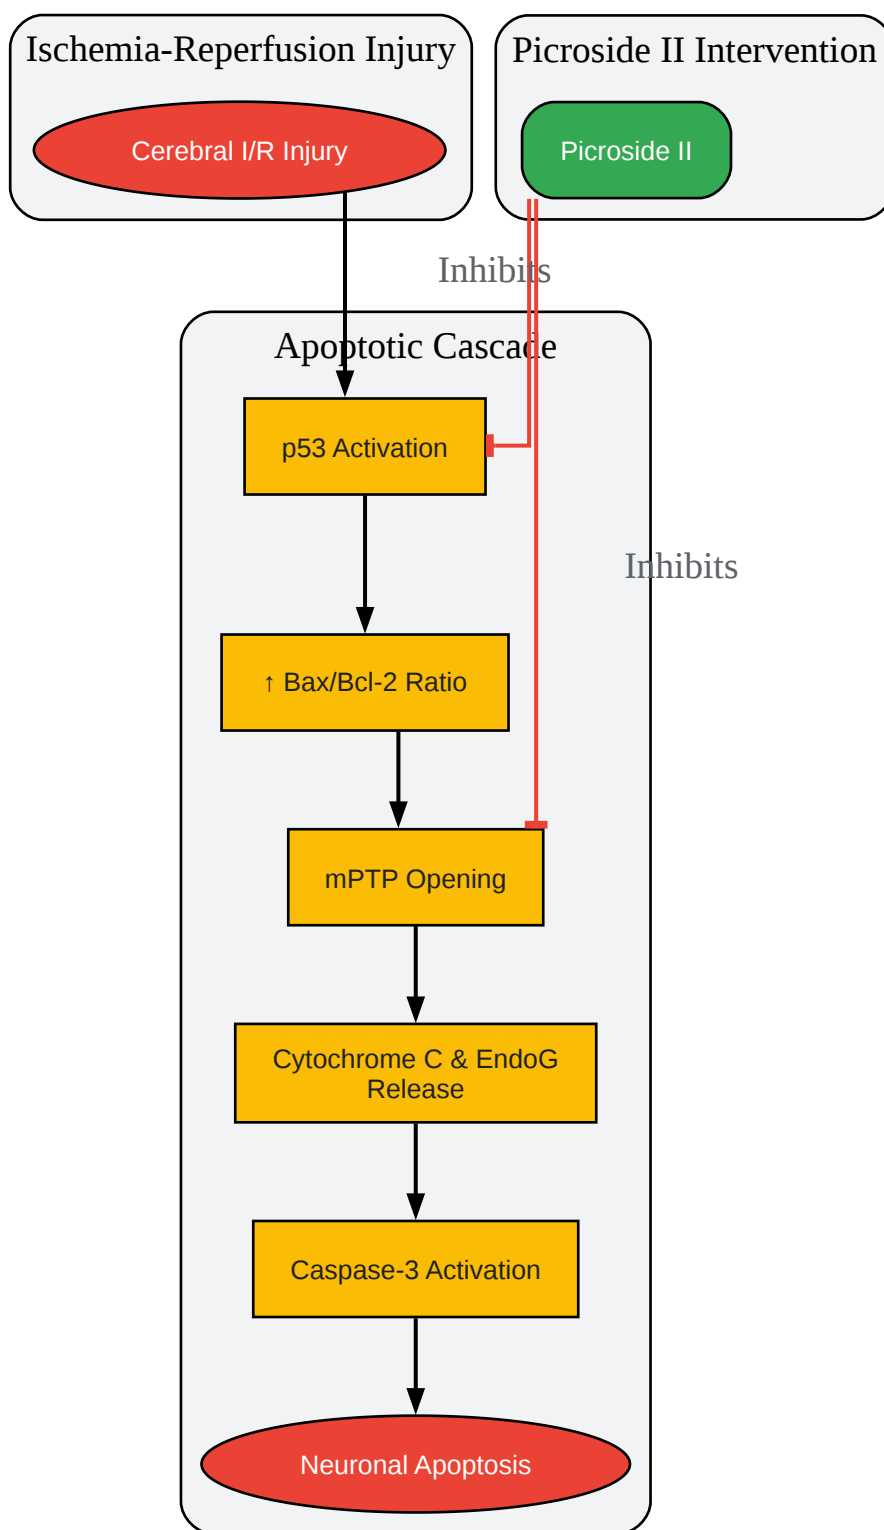 Ischemia-Reperfusion Injury
Picroside II Intervention
Cerebral I/R Injury
Picroside II
Inhibits
Apoptotic Cascade
p53 Activation
Inhibits
↑ Bax/Bcl-2 Ratio
mPTP Opening
Cytochrome C & EndoG
Release
Caspase-3 Activation
Neuronal Apoptosis